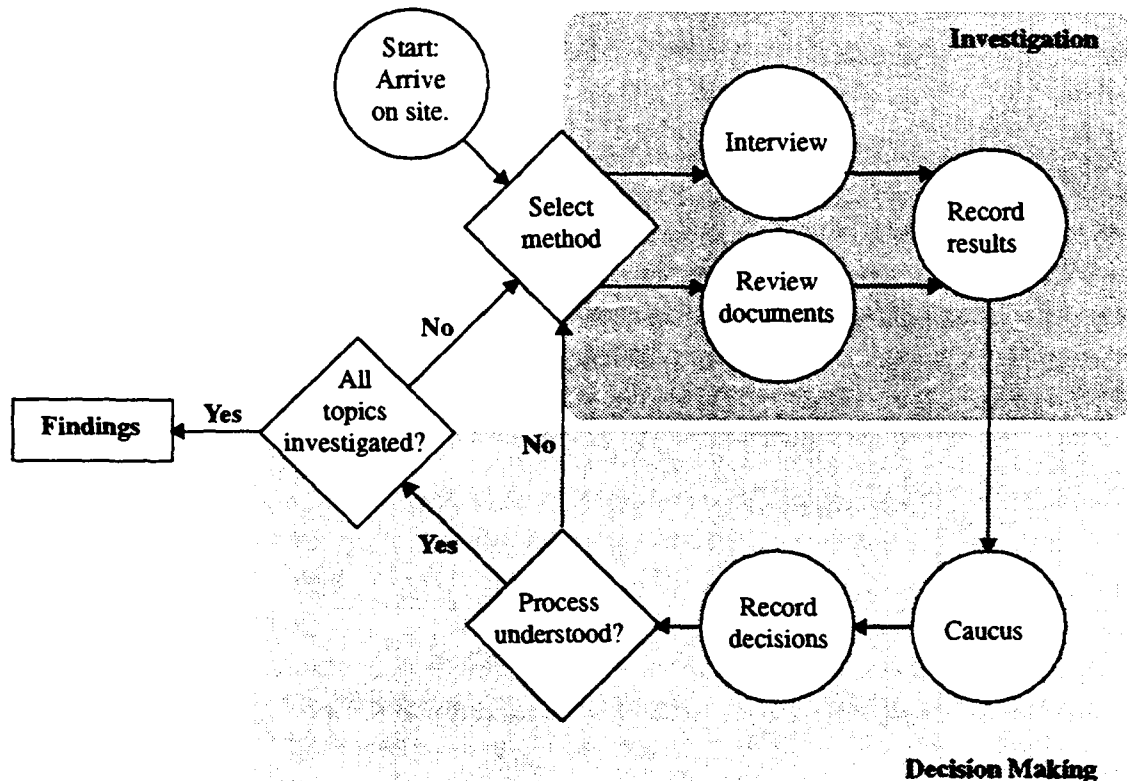 Start:
Arrive
on site.
Investigation
Interview
Select
method
Record
results
Review
documents
No
All
topics
investigated?
Yes
Findings
No
Yes
Process
understood?
Record
decisions
Caucus
Decision Making